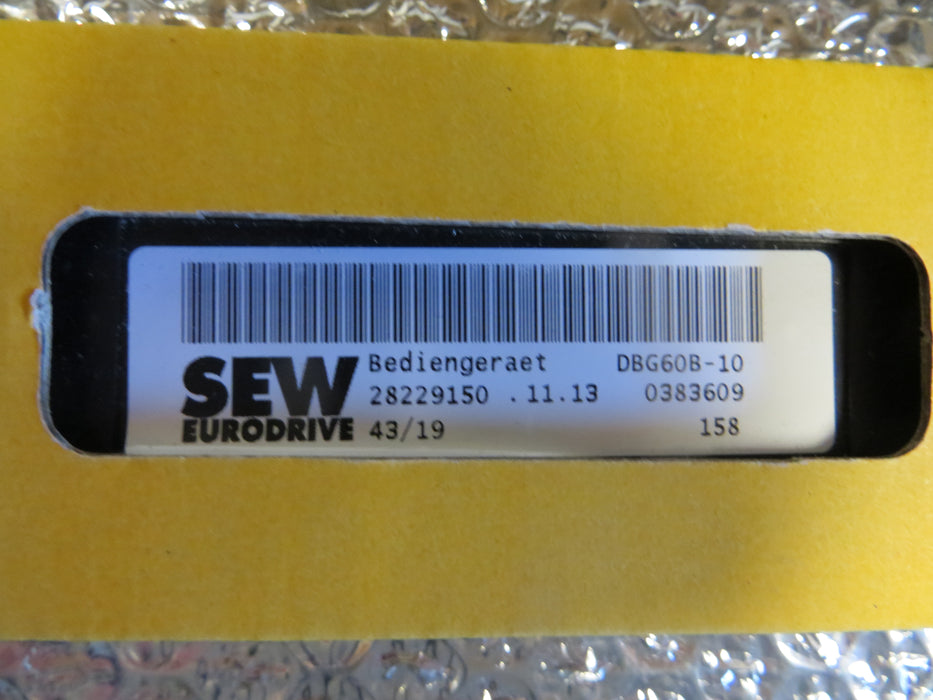 SEW
EURODRIVE
Bediengeraet DBG60B-10
28229150 .11.13 0383609
43/19 158